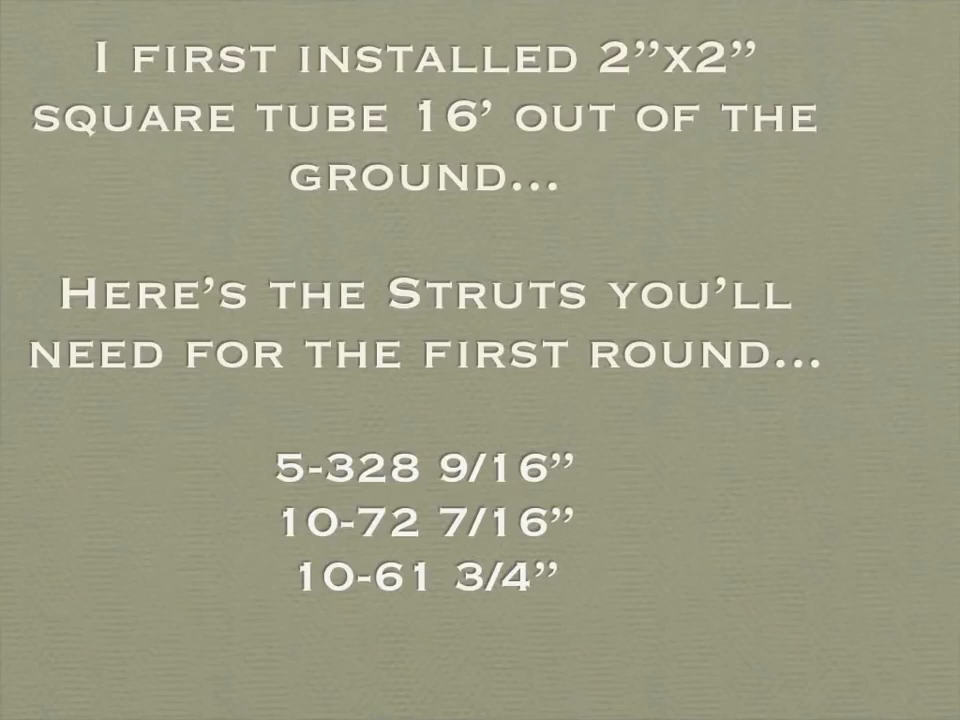 I first installed 2”x2”
square tube 16’ out of the
ground...
Here’s the Struts you’ll
need for the first round...
5-328 9/16”
10-72 7/16”
10-61 3/4”